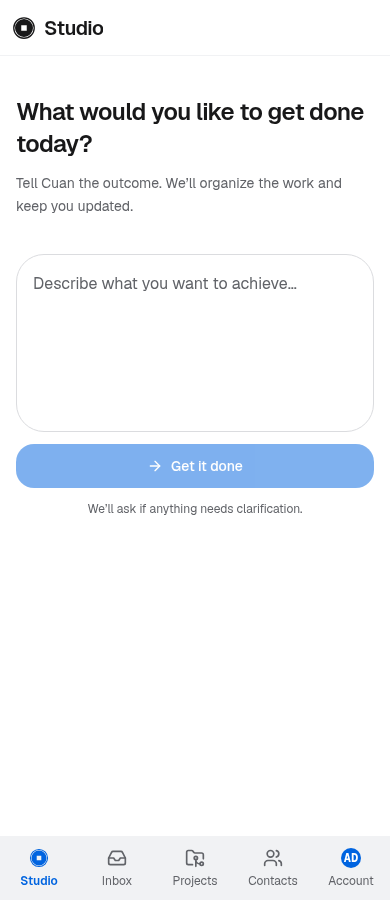 Studio
What would you like to get done
today?
Tell Cuan the outcome. We’ll organize the work and
keep you updated.
Describe what you want to achieve...
Get it done
We’ll ask if anything needs clarification.
AD
Studio Inbox Projects Contacts Account